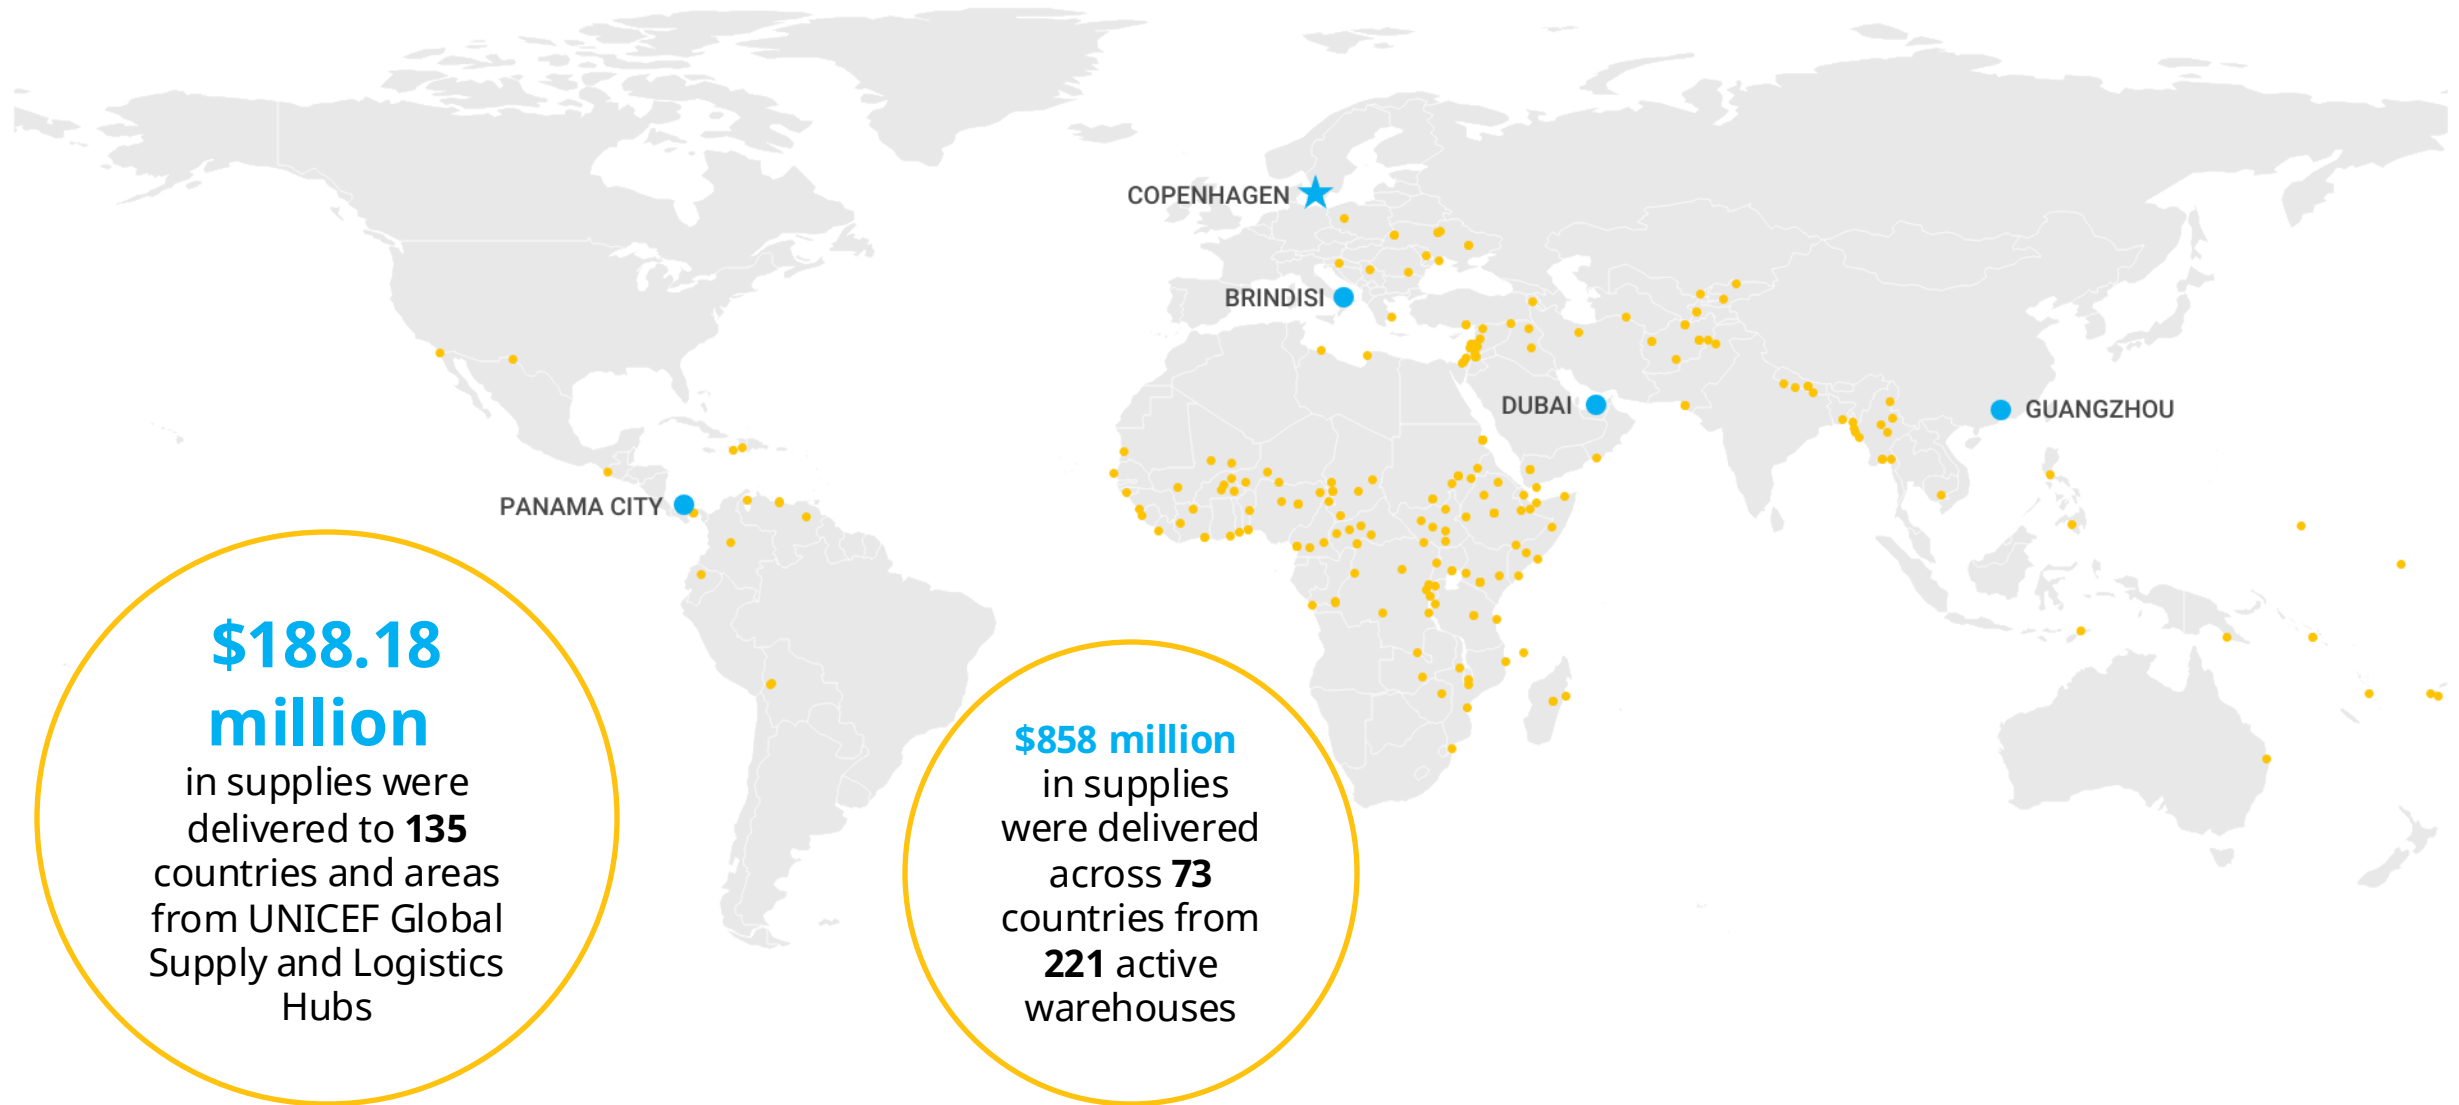 COPENHAGEN
BRINDISI
DUBAI
GUANGZHOU
PANAMA CITY
$188.18
million
in supplies were
delivered to 135
countries and areas
from UNICEF Global
Supply and Logistics
Hubs
$858 million
in supplies
were delivered
across 73
countries from
221 active
warehouses